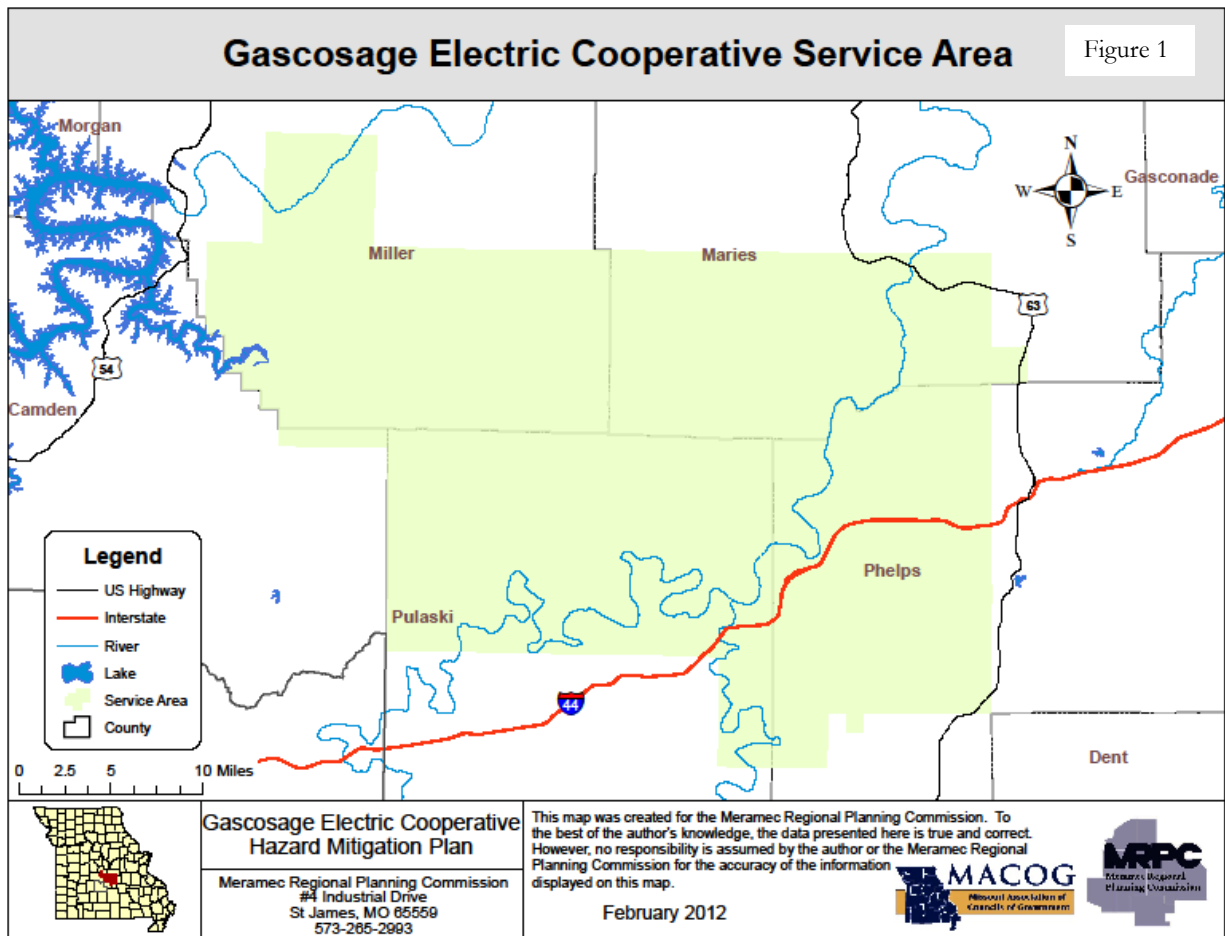 Gascosage Electric Cooperative Service Area
Figure 1
Morgan
N
W
E
S
Gasconade
Miller
Maries
63
54
Camden
Legend
US Highway
Interstate
River
Lake
Service Area
County
Phelps
Pulaski
44
Dent
0 2.5 5 10 Miles
Gascosage Electric Cooperative
Hazard Mitigation Plan
Meramec Regional Planning Commission
#4 Industrial Drive
St James, MO 65559
573-265-2993
This map was created for the Meramec Regional Planning Commission. To
the best of the author's knowledge, the data presented here is true and correct.
However, no responsibility is assumed by the author or the Meramec Regional
Planning Commission for the accuracy of the information
displayed on this map.
February 2012
MACOG
Missouri Association of
Councils of Government
MRPC
Meramec Regional
Planning Commission